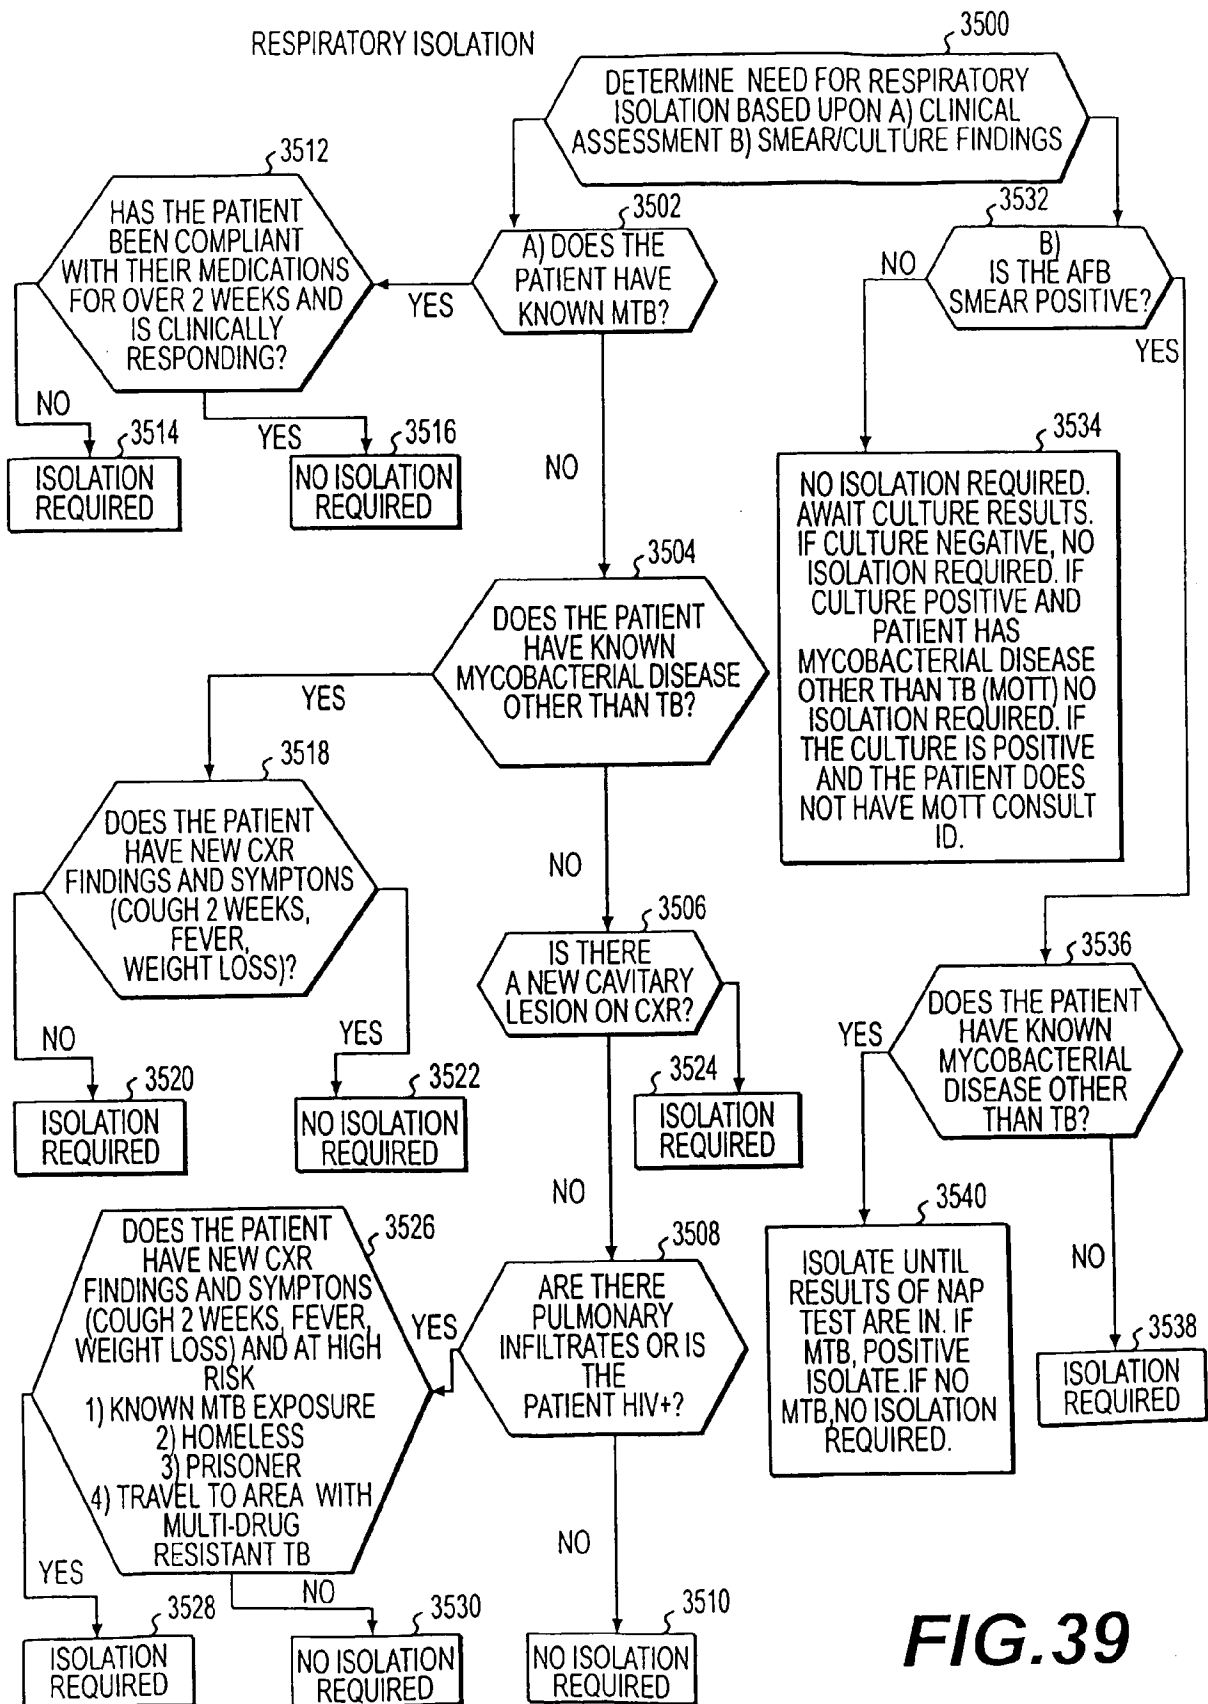 RESPIRATORY ISOLATION
3500
DETERMINE NEED FOR RESPIRATORY
ISOLATION BASED UPON A) CLINICAL
ASSESSMENT B) SMEAR/CULTURE FINDINGS
3512
HAS THE PATIENT
BEEN COMPLIANT
WITH THEIR MEDICATIONS
FOR OVER 2 WEEKS AND
IS CLINICALLY
RESPONDING?
3502
A) DOES THE
PATIENT HAVE
KNOWN MTB?
YES
3532
B)
IS THE AFB
SMEAR POSITIVE?
NO
YES
NO
3514
ISOLATION
REQUIRED
YES
3516
NO ISOLATION
REQUIRED
NO
3534
NO ISOLATION REQUIRED.
AWAIT CULTURE RESULTS.
IF CULTURE NEGATIVE, NO
ISOLATION REQUIRED. IF
CULTURE POSITIVE AND
PATIENT HAS
MYCOBACTERIAL DISEASE
OTHER THAN TB (MOTT) NO
ISOLATION REQUIRED. IF
THE CULTURE IS POSITIVE
AND THE PATIENT DOES
NOT HAVE MOTT CONSULT
ID.
3504
DOES THE PATIENT
HAVE KNOWN
MYCOBACTERIAL DISEASE
OTHER THAN TB?
YES
NO
3518
DOES THE PATIENT
HAVE NEW CXR
FINDINGS AND SYMPTONS
(COUGH 2 WEEKS,
FEVER,
WEIGHT LOSS)?
NO
3520
ISOLATION
REQUIRED
YES
3522
NO ISOLATION
REQUIRED
3506
IS THERE
A NEW CAVITARY
LESION ON CXR?
3524
ISOLATION
REQUIRED
NO
3536
DOES THE PATIENT
HAVE KNOWN
MYCOBACTERIAL
DISEASE OTHER
THAN TB?
YES
NO
3540
ISOLATE UNTIL
RESULTS OF NAP
TEST ARE IN. IF
MTB, POSITIVE
ISOLATE.IF NO
MTB,NO ISOLATION
REQUIRED.
3538
ISOLATION
REQUIRED
3526
DOES THE PATIENT
HAVE NEW CXR
FINDINGS AND SYMPTONS
(COUGH 2 WEEKS, FEVER,
WEIGHT LOSS) AND AT HIGH
RISK
1) KNOWN MTB EXPOSURE
2) HOMELESS
3) PRISONER
4) TRAVEL TO AREA WITH
MULTI-DRUG
RESISTANT TB
3508
ARE THERE
PULMONARY
INFILTRATES OR IS
THE
PATIENT HIV+?
YES
NO
YES
3528
ISOLATION
REQUIRED
NO
3530
NO ISOLATION
REQUIRED
3510
NO ISOLATION
REQUIRED
FIG.39